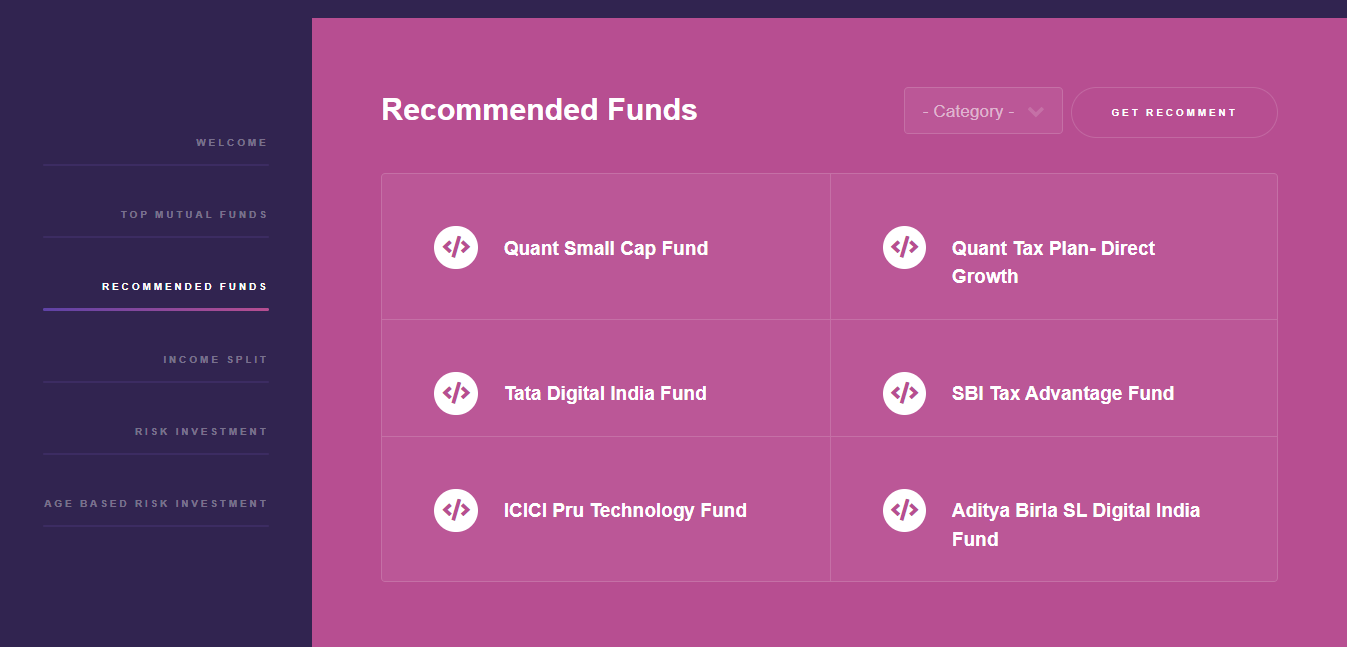 WELCOME
TOP MUTUAL FUNDS
RECOMMENDED FUNDS
INCOME SPLIT
RISK INVESTMENT
AGE BASED RISK INVESTMENT
Recommended Funds
- Category -
GET RECOMMENT
Quant Small Cap Fund
Quant Tax Plan- Direct
Growth
Tata Digital India Fund
SBI Tax Advantage Fund
ICICI Pru Technology Fund
Aditya Birla SL Digital India
Fund